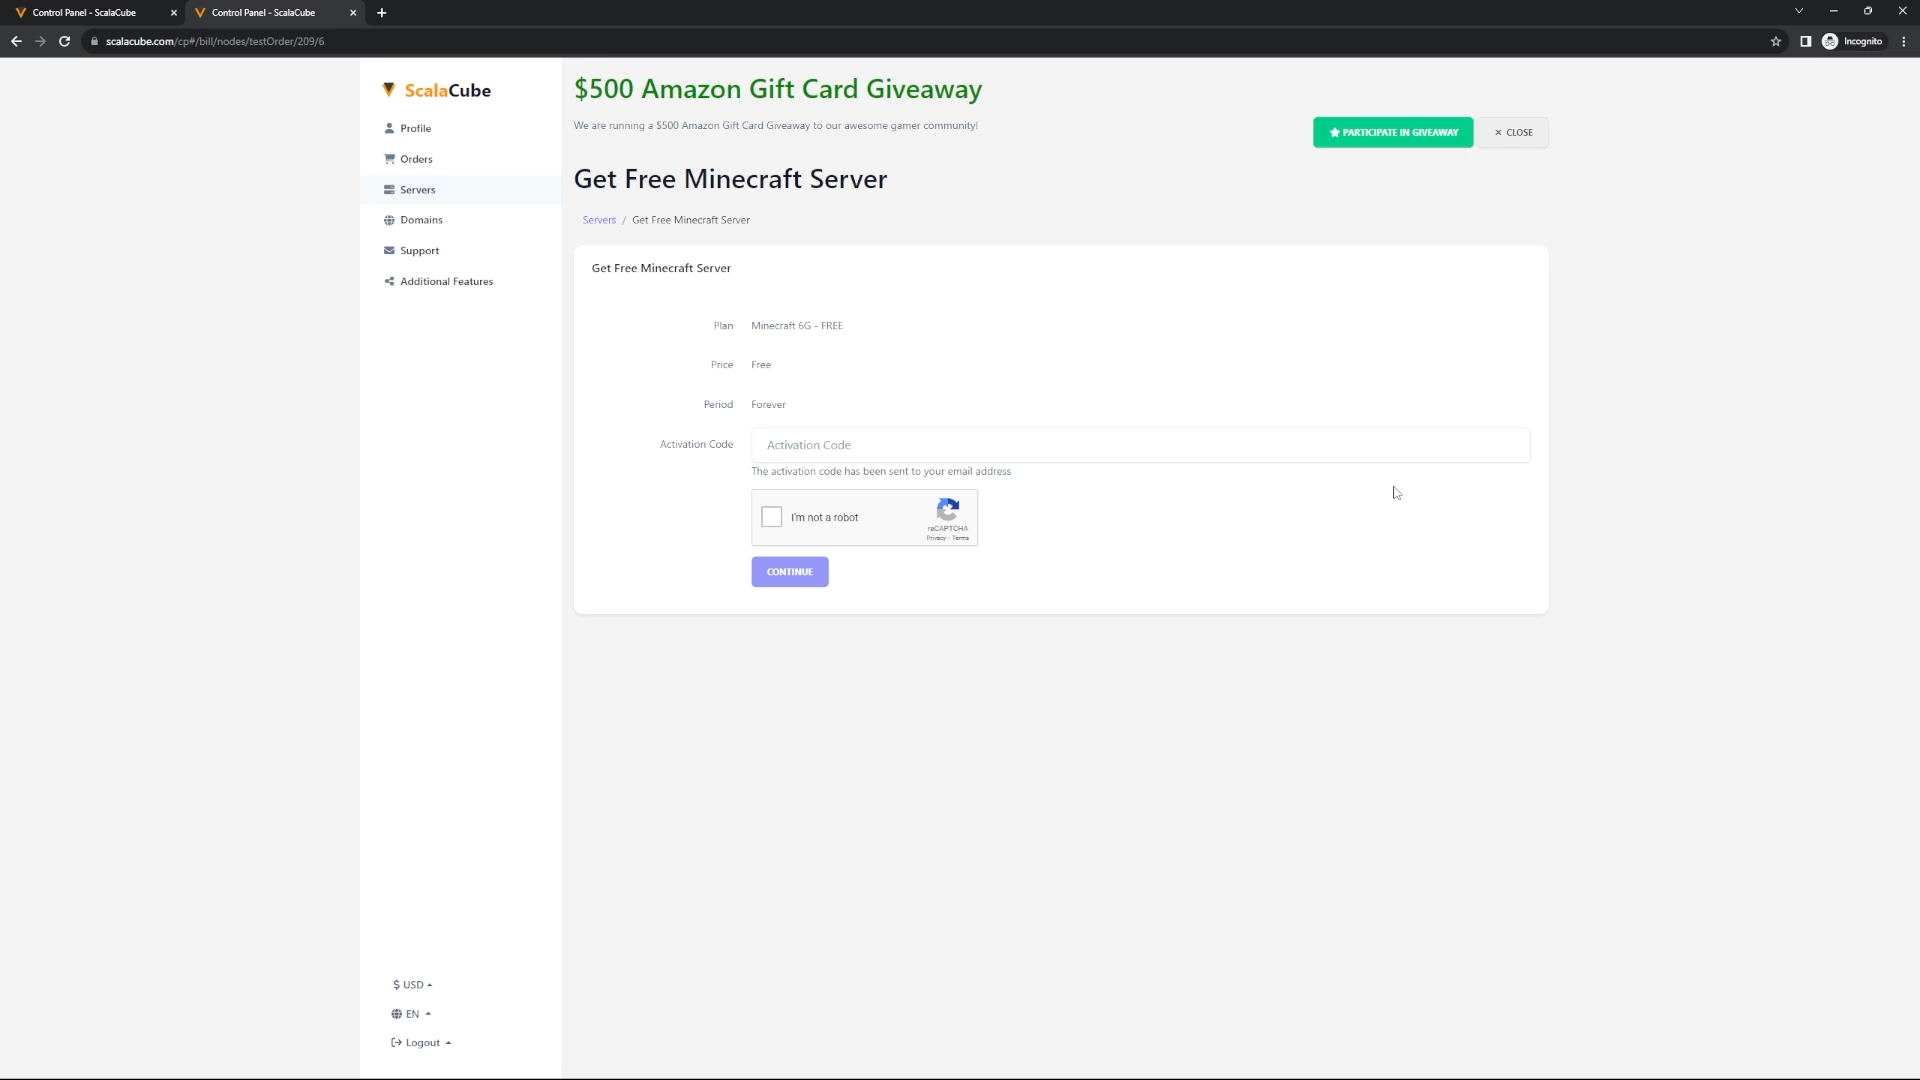 Control Panel - ScalaCube
Control Panel - ScalaCube
scalacube.com/cp#/bill/nodes/testOrder/209/6
Incognito
ScalaCube
Profile
Orders
Servers
Domains
Support
Additional Features
$ USD
EN
Logout
$500 Amazon Gift Card Giveaway
We are running a $500 Amazon Gift Card Giveaway to our awesome gamer community!
PARTICIPATE IN GIVEAWAY
× CLOSE
Get Free Minecraft Server
Servers / Get Free Minecraft Server
Get Free Minecraft Server
Plan Minecraft 6G - FREE
Price Free
Period Forever
Activation Code Activation Code
The activation code has been sent to your email address
I'm not a robot
reCAPTCHA
Privacy - Terms
CONTINUE